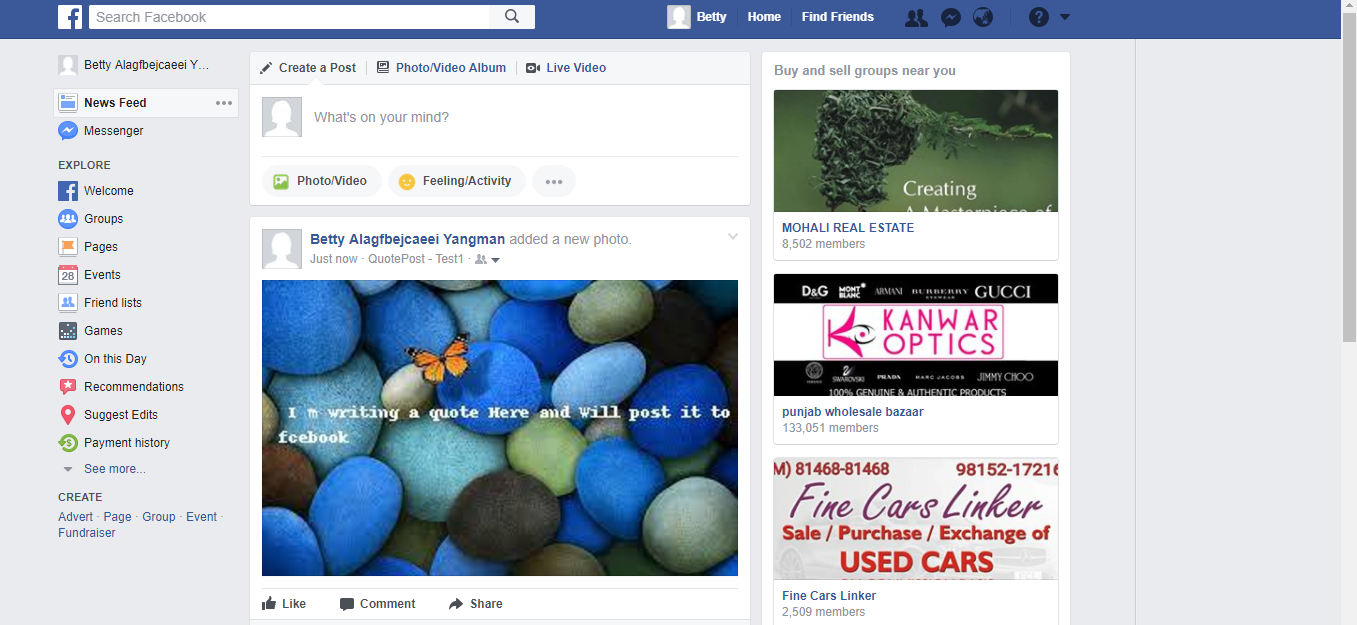 Search Facebook
Betty
Home
Find Friends
Betty Alagfbejcaeei Y...
News Feed
Messenger
EXPLORE
Welcome
Groups
Pages
28
Events
Friend lists
Games
On this Day
Recommendations
Suggest Edits
Payment history
See more...
CREATE
Advert · Page · Group · Event ·
Fundraiser
Create a Post
Photo/Video Album
Live Video
What's on your mind?
Photo/Video
Feeling/Activity
Betty Alagfbejcaeei Yangman added a new photo.
Just now · QuotePost - Test1 ·
I m writing a quote Here and Will post it to
fcebook
Like
Comment
Share
Buy and sell groups near you
Creating
A Masterpiece of
MOHALI REAL ESTATE
8,502 members
D&G MONT BLANC ARMANI BURBERRY GUCCI
KANWAR
OPTICS
SWAROVSKI PRADA MARC JACOBS JIMMY CHOO
100% GENUINE & AUTHENTIC PRODUCTS
punjab wholesale bazaar
133,051 members
M) 81468-81468 98152-17216
Fine Cars Linker
Sale / Purchase / Exchange of
USED CARS
Fine Cars Linker
2,509 members